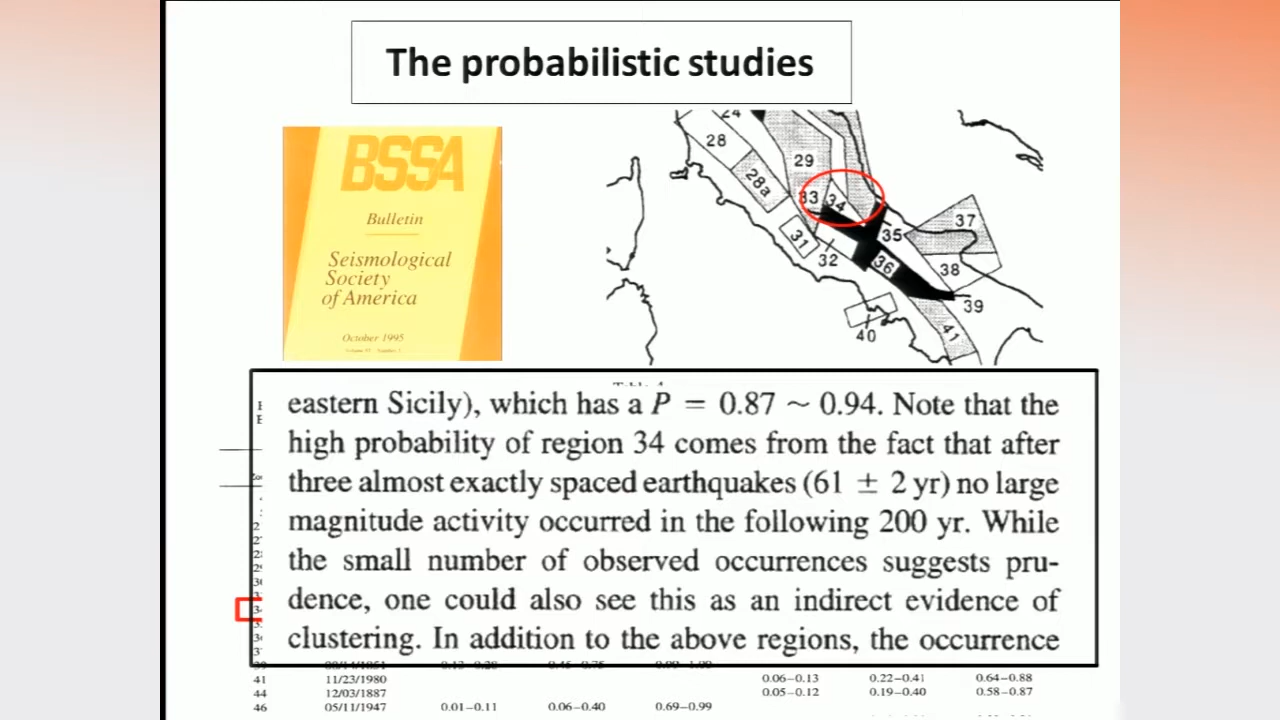 The probabilistic studies
BSSA
Bulletin
Seismological
Society
of America
October 1995
24
28
28a
29
33
34
31
32
35
36
37
38
39
40
41
eastern Sicily), which has a P = 0.87 ~ 0.94. Note that the
high probability of region 34 comes from the fact that after
three almost exactly spaced earthquakes (61 ± 2 yr) no large
magnitude activity occurred in the following 200 yr. While
the small number of observed occurrences suggests pru-
dence, one could also see this as an indirect evidence of
clustering. In addition to the above regions, the occurrence
41 11/23/1980 0.06–0.13 0.22–0.41 0.64–0.88
44 12/03/1887 0.05–0.12 0.19–0.40 0.58–0.87
46 05/11/1947 0.01–0.11 0.06–0.40 0.69–0.99